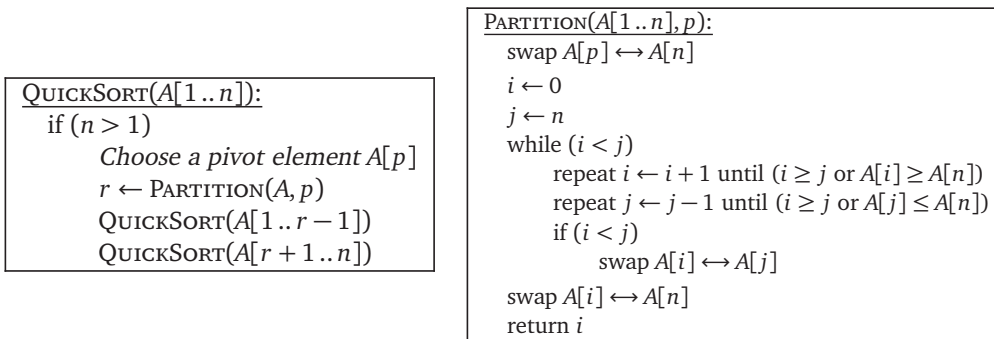 QUICKSORT(A[1 .. n]):
if (n > 1)
Choose a pivot element A[p]
r ← PARTITION(A, p)
QUICKSORT(A[1 .. r − 1])
QUICKSORT(A[r + 1 .. n])
PARTITION(A[1 .. n], p):
swap A[p] ↔ A[n]
i ← 0
j ← n
while (i < j)
repeat i ← i + 1 until (i ≥ j or A[i] ≥ A[n])
repeat j ← j − 1 until (i ≥ j or A[j] ≤ A[n])
if (i < j)
swap A[i] ↔ A[j]
swap A[i] ↔ A[n]
return i